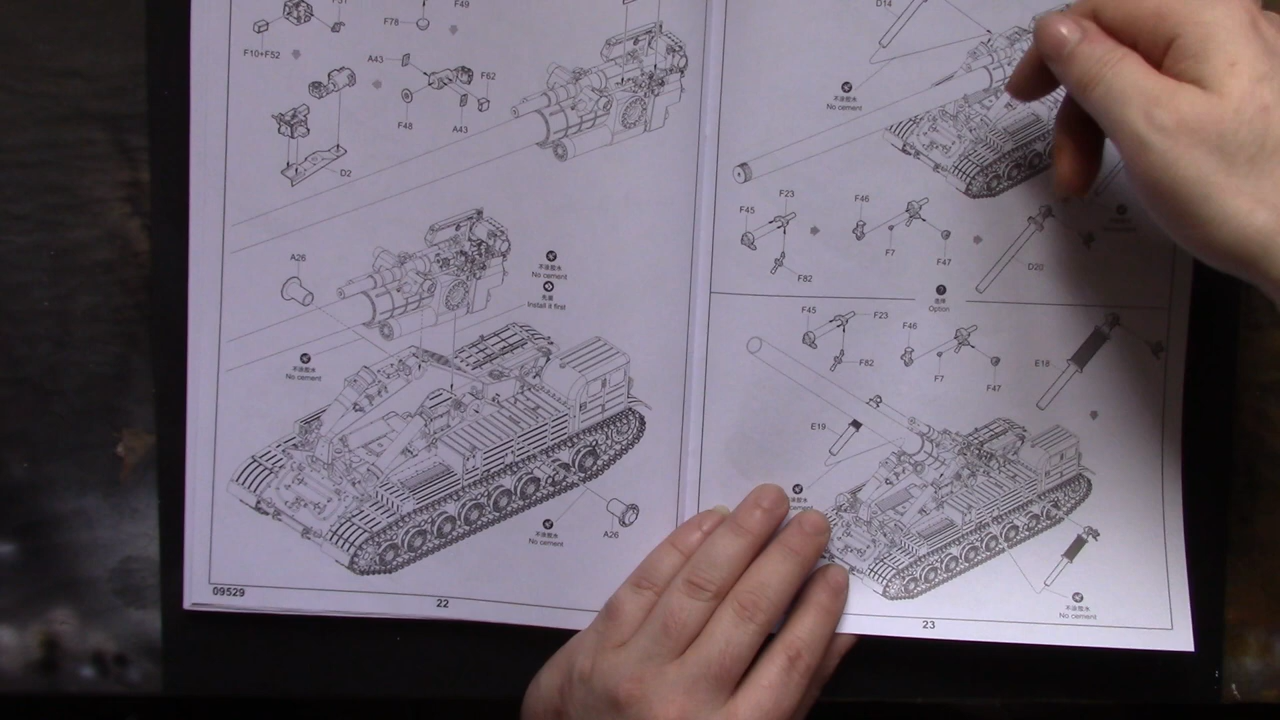 F49
F78
F10+F52
A43
F62
F48
A43
D2
A26
不涂胶水
No cement
先装
Install it first
不涂胶水
No cement
不涂胶水
No cement
A26
09529
22
D14
不涂胶水
No cement
F23
F45
F46
F7
F47
F82
D20
选择
Option
F45
F23
F46
F82
F7
F47
E18
E19
不涂胶水
不涂胶水
No cement
23